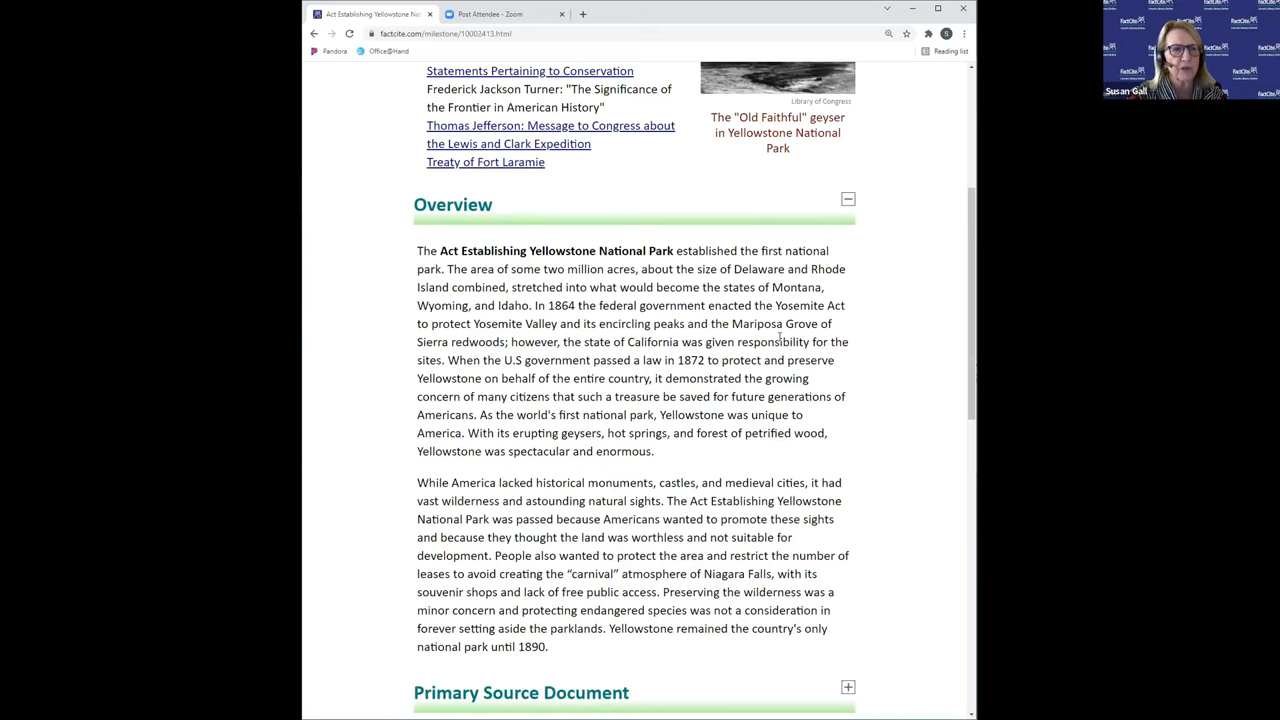 Act Establishing Yellowstone Na
Post Attendee - Zoom
factcite.com/milestone/10002413.html
S
Pandora
Office@Hand
Reading list
Statements Pertaining to Conservation
Frederick Jackson Turner: "The Significance of
the Frontier in American History"
Thomas Jefferson: Message to Congress about
the Lewis and Clark Expedition
Treaty of Fort Laramie
Library of Congress
The "Old Faithful" geyser
in Yellowstone National
Park
Overview
The Act Establishing Yellowstone National Park established the first national
park. The area of some two million acres, about the size of Delaware and Rhode
Island combined, stretched into what would become the states of Montana,
Wyoming, and Idaho. In 1864 the federal government enacted the Yosemite Act
to protect Yosemite Valley and its encircling peaks and the Mariposa Grove of
Sierra redwoods; however, the state of California was given responsibility for the
sites. When the U.S government passed a law in 1872 to protect and preserve
Yellowstone on behalf of the entire country, it demonstrated the growing
concern of many citizens that such a treasure be saved for future generations of
Americans. As the world's first national park, Yellowstone was unique to
America. With its erupting geysers, hot springs, and forest of petrified wood,
Yellowstone was spectacular and enormous.
While America lacked historical monuments, castles, and medieval cities, it had
vast wilderness and astounding natural sights. The Act Establishing Yellowstone
National Park was passed because Americans wanted to promote these sights
and because they thought the land was worthless and not suitable for
development. People also wanted to protect the area and restrict the number of
leases to avoid creating the “carnival” atmosphere of Niagara Falls, with its
souvenir shops and lack of free public access. Preserving the wilderness was a
minor concern and protecting endangered species was not a consideration in
forever setting aside the parklands. Yellowstone remained the country's only
national park until 1890.
Primary Source Document
FactCite
FactCite
FactCite
Susan Gall